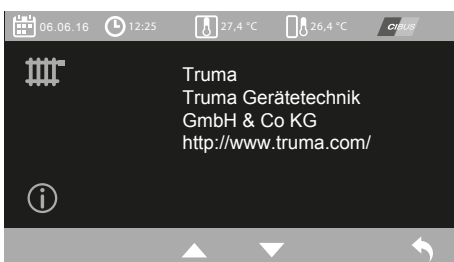 06.06.16 12:25 27,4 °C 26,4 °C CIBUS
Truma
Truma Gerätetechnik
GmbH & Co KG
http://www.truma.com/